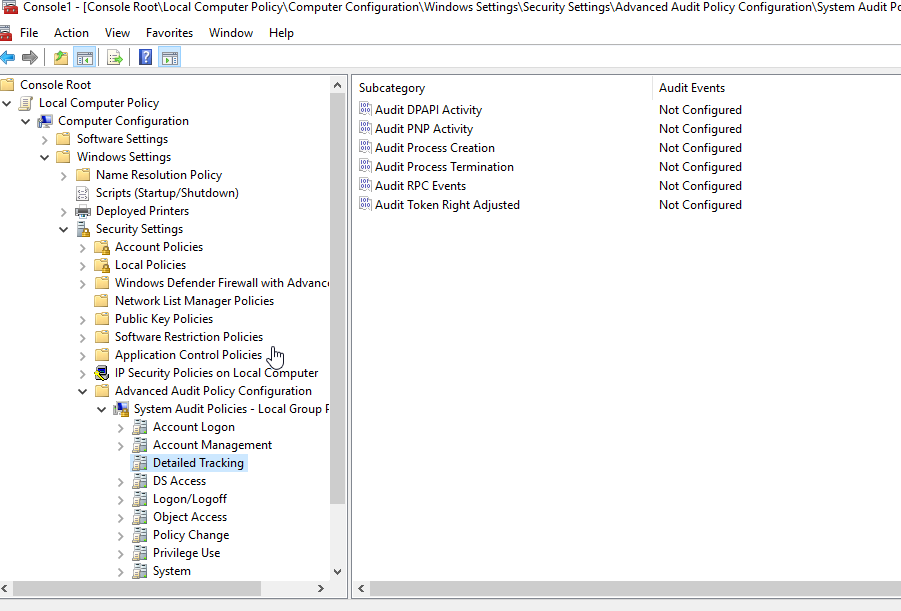 Console1 - [Console Root\Local Computer Policy\Computer Configuration\Windows Settings\Security Settings\Advanced Audit Policy Configuration\System Audit Po
File Action View Favorites Window Help
Console Root
Local Computer Policy
Computer Configuration
Software Settings
Windows Settings
Name Resolution Policy
Scripts (Startup/Shutdown)
Deployed Printers
Security Settings
Account Policies
Local Policies
Windows Defender Firewall with Advanc
Network List Manager Policies
Public Key Policies
Software Restriction Policies
Application Control Policies
IP Security Policies on Local Computer
Advanced Audit Policy Configuration
System Audit Policies - Local Group P
Account Logon
Account Management
Detailed Tracking
DS Access
Logon/Logoff
Object Access
Policy Change
Privilege Use
System
Subcategory Audit Events
Audit DPAPI Activity Not Configured
Audit PNP Activity Not Configured
Audit Process Creation Not Configured
Audit Process Termination Not Configured
Audit RPC Events Not Configured
Audit Token Right Adjusted Not Configured